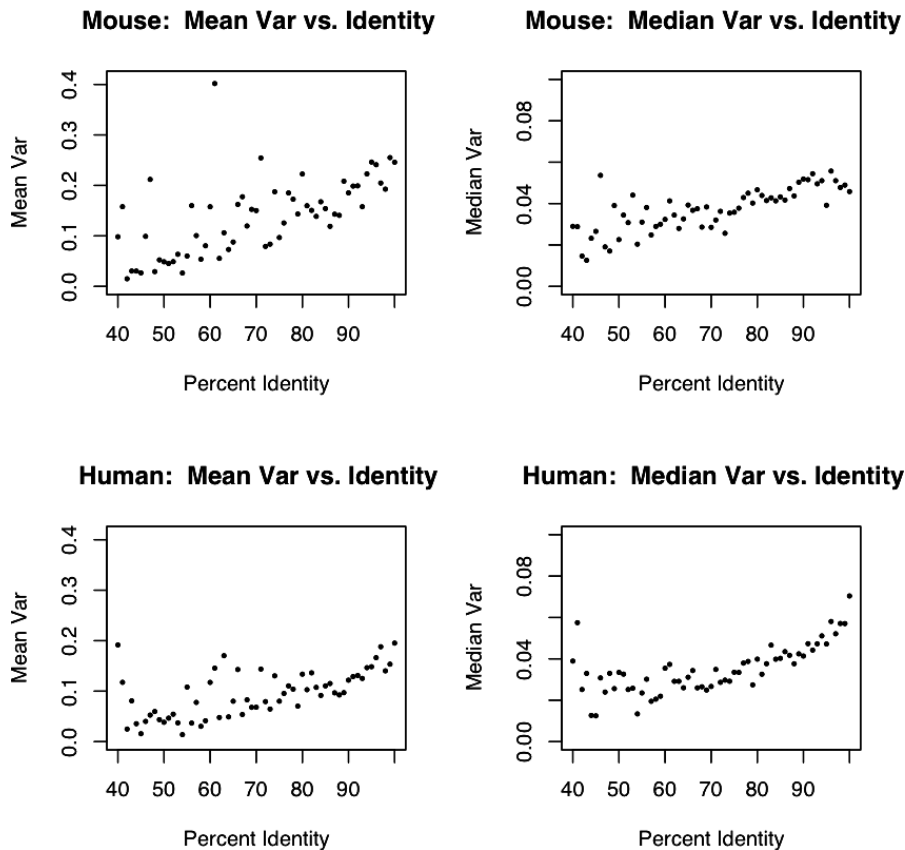 Mouse: Mean Var vs. Identity
Mean Var
0.4
0.3
0.2
0.1
0.0
40 50 60 70 80 90
Percent Identity
Mouse: Median Var vs. Identity
Median Var
0.08
0.04
0.00
40 50 60 70 80 90
Percent Identity
Human: Mean Var vs. Identity
Mean Var
0.4
0.3
0.2
0.1
0.0
40 50 60 70 80 90
Percent Identity
Human: Median Var vs. Identity
Median Var
0.08
0.04
0.00
40 50 60 70 80 90
Percent Identity